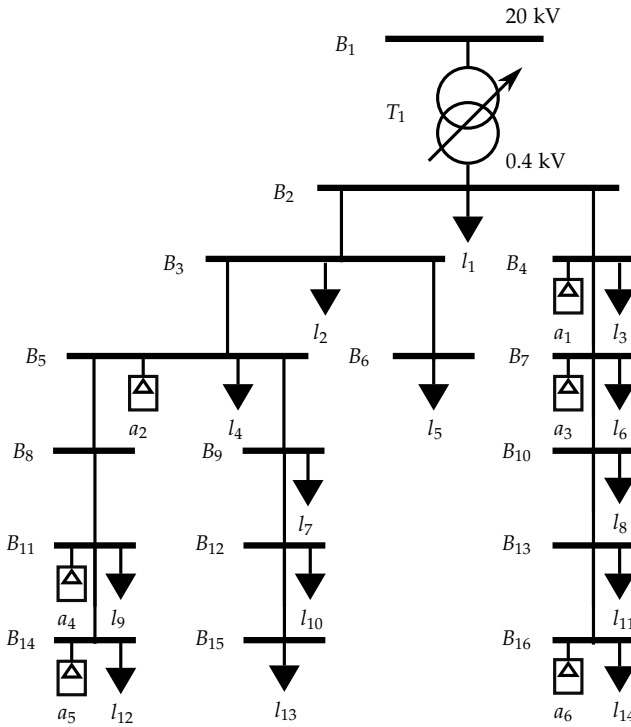 20 kV
B₁
T₁
0.4 kV
B₂
l₁
B₃
B₄
l₂
a₁
l₃
B₅
B₆
B₇
a₂
l₄
l₅
a₃
l₆
B₈
B₉
B₁₀
l₇
l₈
B₁₁
B₁₂
B₁₃
a₄
l₉
l₁₀
l₁₁
B₁₄
B₁₅
B₁₆
a₅
l₁₂
l₁₃
a₆
l₁₄